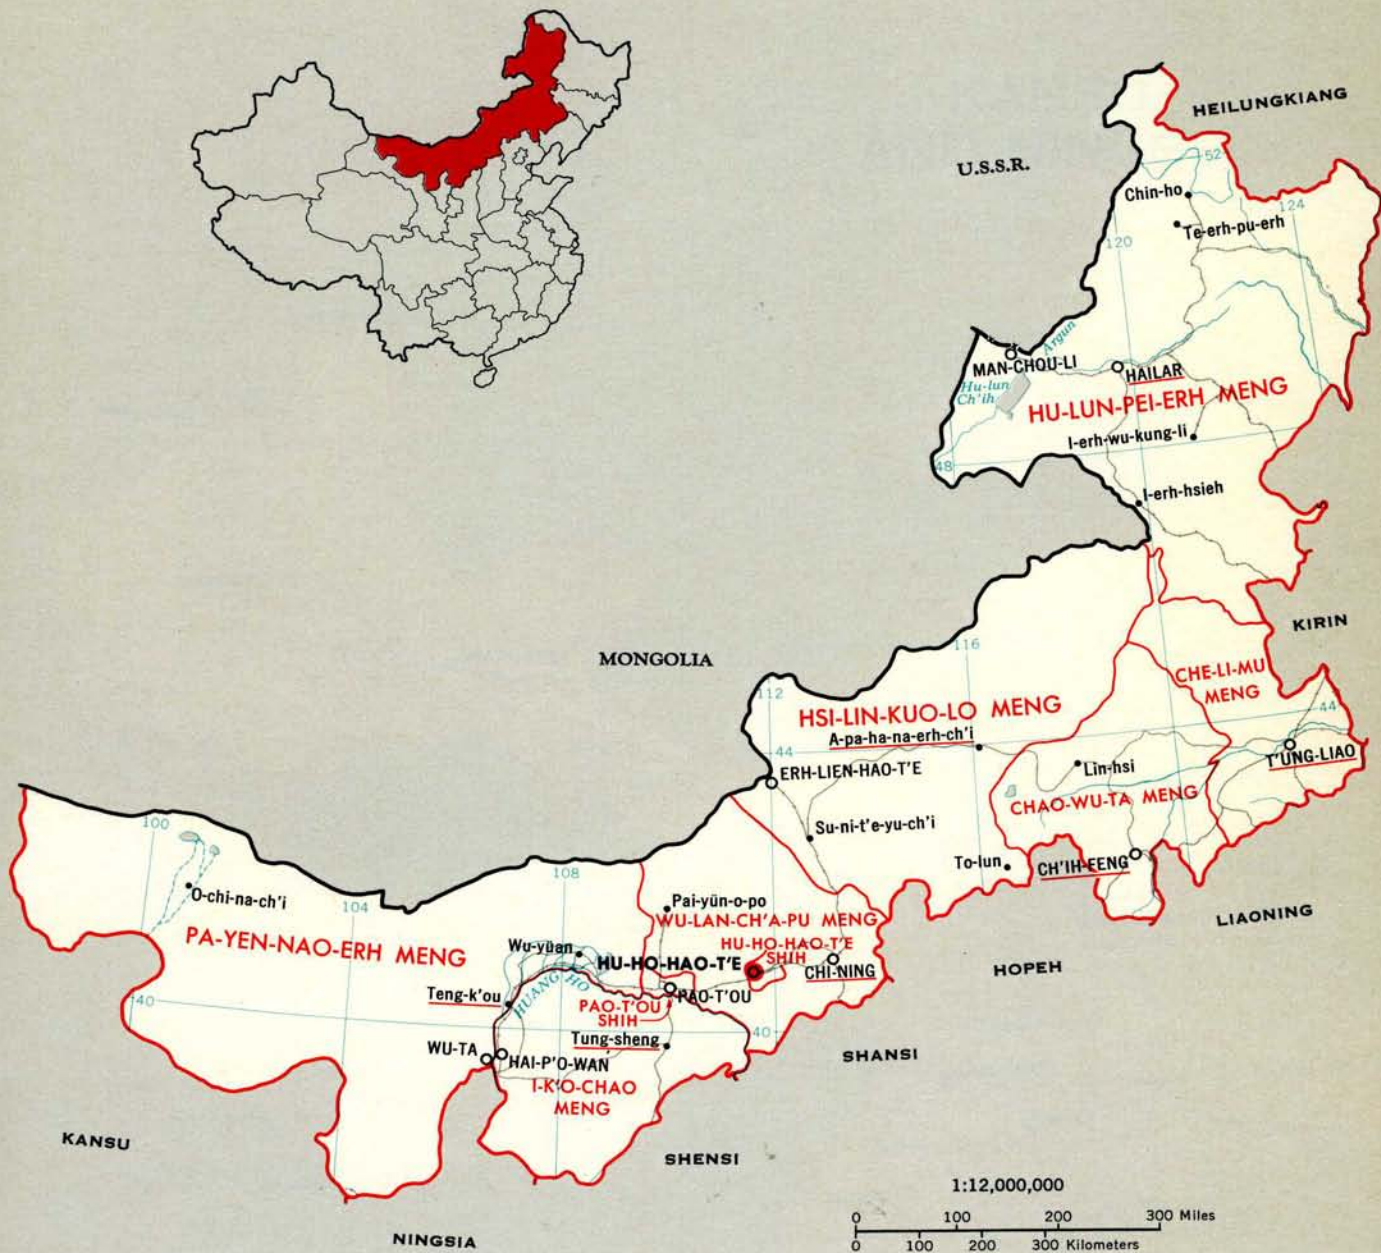 HEILUNGKIANG
U.S.S.R.
52
Chin-ho
124
Te-erh-pu-erh
120
Argun
MAN-CHOU-LI
HAILAR
Hu-lun
Ch'ih
HU-LUN-PEI-ERH MENG
I-erh-wu-kung-li
48
I-erh-hsieh
KIRIN
MONGOLIA
116
CHE-LI-MU
MENG
112
HSI-LIN-KUO-LO MENG
44
A-pa-ha-na-erh-ch'i
44
T'UNG-LIAO
ERH-LIEN-HAO-T'E
Lin-hsi
CHAO-WU-TA MENG
100
Su-ni-t'e-yu-ch'i
To-lun
CH'IH-FENG
108
O-chi-na-ch'i
104
Pai-yün-o-po
WU-LAN-CH'A-PU MENG
LIAONING
PA-YEN-NAO-ERH MENG
HU-HO-HAO-T'E
SHIH
Wu-yüan
HU-HO-HAO-T'E
CHI-NING
HOPEH
Teng-k'ou
HUANG HO
PAO-T'OU
40
PAO-T'OU
SHIH
40
Tung-sheng
WU-TA
HAI-P'O-WAN
SHANSI
I-K'O-CHAO
MENG
KANSU
SHENSI
1:12,000,000
0 100 200 300 Miles
0 100 200 300 Kilometers
NINGSIA